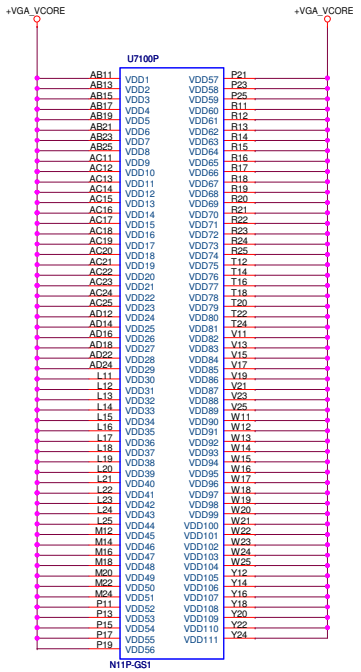 +VGA_VCORE +VGA_VCORE
U7100P
AB11 VDD1 VDD57 P21
AB13 VDD2 VDD58 P23
AB15 VDD3 VDD59 P25
AB17 VDD4 VDD60 R11
AB19 VDD5 VDD61 R12
AB21 VDD6 VDD62 R13
AB23 VDD7 VDD63 R14
AB25 VDD8 VDD64 R15
AC11 VDD9 VDD65 R16
AC12 VDD10 VDD66 R17
AC13 VDD11 VDD67 R18
AC14 VDD12 VDD68 R19
AC15 VDD13 VDD69 R20
AC16 VDD14 VDD70 R21
AC17 VDD15 VDD71 R22
AC18 VDD16 VDD72 R23
AC19 VDD17 VDD73 R24
AC20 VDD18 VDD74 R25
AC21 VDD19 VDD75 T12
AC22 VDD20 VDD76 T14
AC23 VDD21 VDD77 T16
AC24 VDD22 VDD78 T18
AC25 VDD23 VDD79 T20
AD12 VDD24 VDD80 T22
AD14 VDD25 VDD81 T24
AD16 VDD26 VDD82 V11
AD18 VDD27 VDD83 V13
AD22 VDD28 VDD84 V15
AD24 VDD29 VDD85 V17
L11 VDD30 VDD86 V19
L12 VDD31 VDD87 V21
L13 VDD32 VDD88 V23
L14 VDD33 VDD89 V25
L15 VDD34 VDD90 W11
L16 VDD35 VDD91 W12
L17 VDD36 VDD92 W13
L18 VDD37 VDD93 W14
L19 VDD38 VDD94 W15
L20 VDD39 VDD95 W16
L21 VDD40 VDD96 W17
L22 VDD41 VDD97 W18
L23 VDD42 VDD98 W19
L24 VDD43 VDD99 W20
L25 VDD44 VDD100 W21
M12 VDD45 VDD101 W22
M14 VDD46 VDD102 W23
M16 VDD47 VDD103 W24
M18 VDD48 VDD104 W25
M20 VDD49 VDD105 Y12
M22 VDD50 VDD106 Y14
M24 VDD51 VDD107 Y16
P11 VDD52 VDD108 Y18
P13 VDD53 VDD109 Y20
P15 VDD54 VDD110 Y22
P17 VDD55 VDD111 Y24
P19 VDD56
N11P-GS1